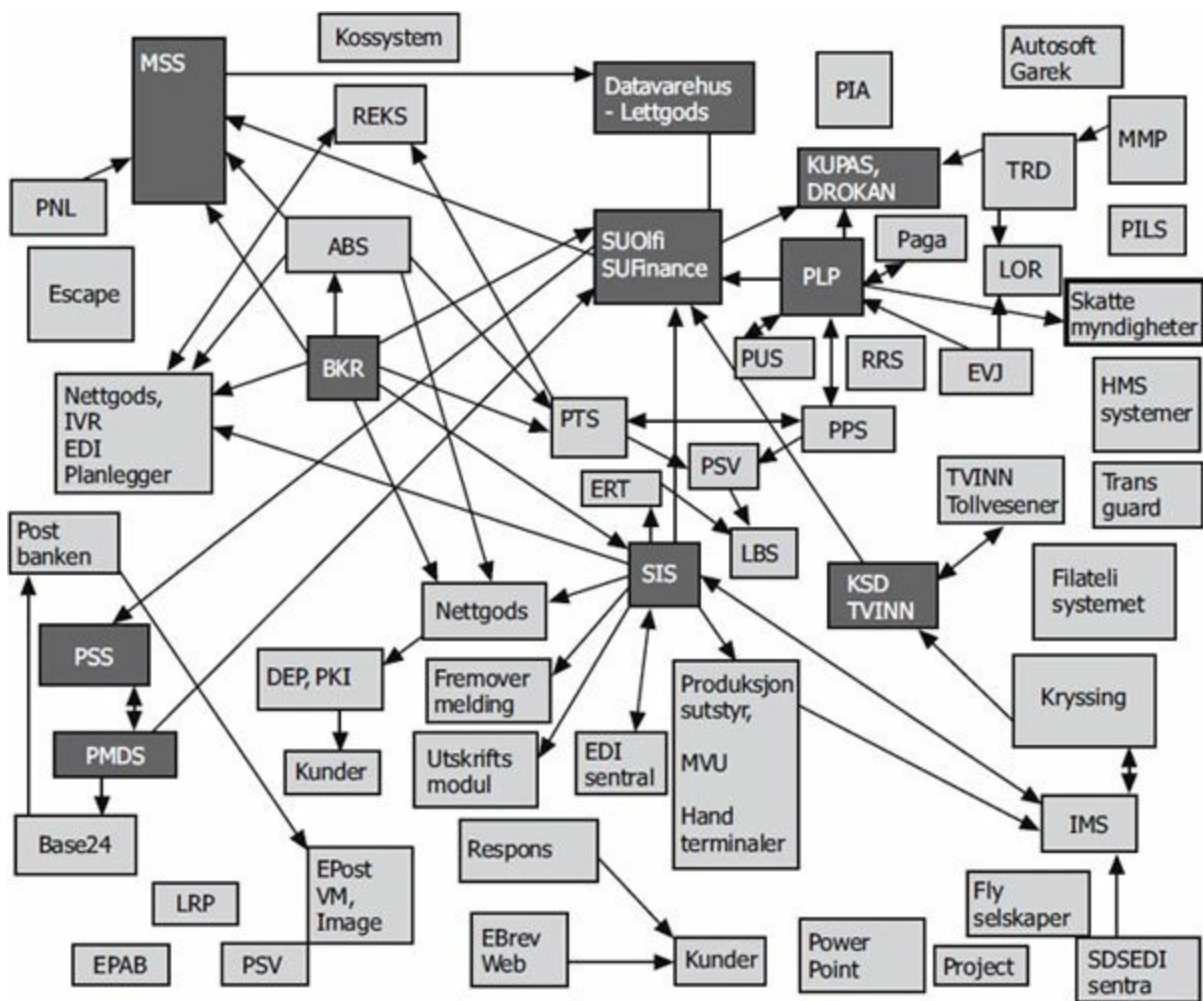 MSS
Kossystem
Datavarehus
- Lettgods
PIA
Autosoft
Garek
REKS
MMP
TRD
KUPAS,
DROKAN
PNL
ABS
SUOlfi
SUFinance
Paga
PILS
Escape
PLP
LOR
Skatte
myndigheter
BKR
PUS
RRS
EVJ
Nettgods,
IVR
EDI
Planlegger
HMS
systemer
PTS
PPS
PSV
ERT
TVINN
Tollvesener
Trans
guard
Post
banken
LBS
SIS
KSD
TVINN
Filateli
systemet
Nettgods
PSS
DEP, PKI
Fremover
melding
Produksjon
sutstyr,
MVU
Hand
terminaler
Kryssing
PMDS
Kunder
Utskrifts
modul
EDI
sentral
IMS
Base24
Respons
EPost
VM,
Image
LRP
Fly
selskaper
EPAB
PSV
EBrev
Web
Kunder
Power
Point
Project
SDSEDI
sentra